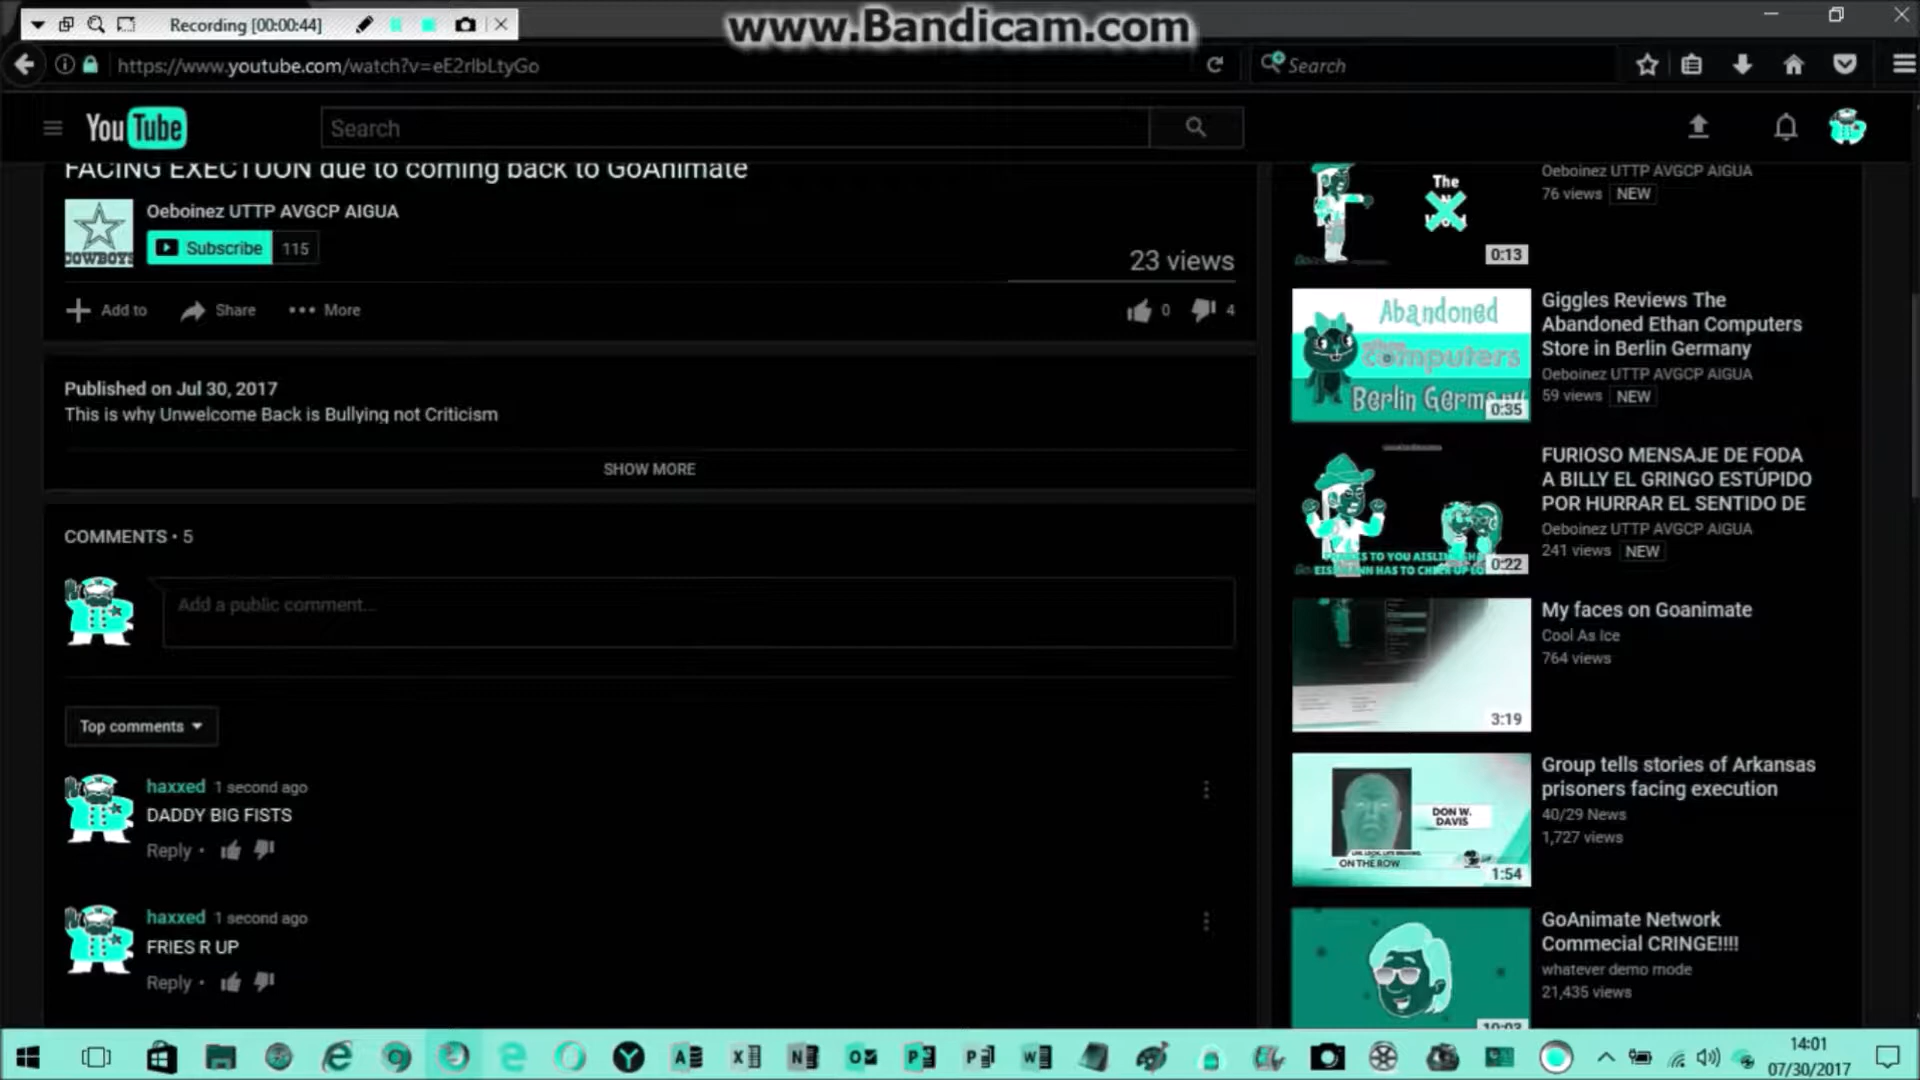 Recording [00:00:44]
www.Bandicam.com
https://www.youtube.com/watch?v=eE2rIbLtyGo
Search
YouTube
Search
FACING EXECTUON due to coming back to GoAnimate
COWBOYS
Oeboinez UTTP AVGCP AIGUA
Subscribe 115
23 views
Add to Share More
0 4
Published on Jul 30, 2017
This is why Unwelcome Back is Bullying not Criticism
SHOW MORE
COMMENTS • 5
Add a public comment...
Top comments
haxxed 1 second ago
DADDY BIG FISTS
Reply •
haxxed 1 second ago
FRIES R UP
Reply •
The
0:13
Oeboinez UTTP AVGCP AIGUA
76 views NEW
Abandoned
computers
Berlin Germany
0:35
Giggles Reviews The
Abandoned Ethan Computers
Store in Berlin Germany
Oeboinez UTTP AVGCP AIGUA
59 views NEW
0:22
FURIOSO MENSAJE DE FODA
A BILLY EL GRINGO ESTÚPIDO
POR HURRAR EL SENTIDO DE
Oeboinez UTTP AVGCP AIGUA
241 views NEW
3:19
My faces on Goanimate
Cool As Ice
764 views
DON W.
DAVIS
ON THE ROW
1:54
Group tells stories of Arkansas
prisoners facing execution
40/29 News
1,727 views
10:03
GoAnimate Network
Commecial CRINGE!!!!
whatever demo mode
21,435 views
14:01
07/30/2017